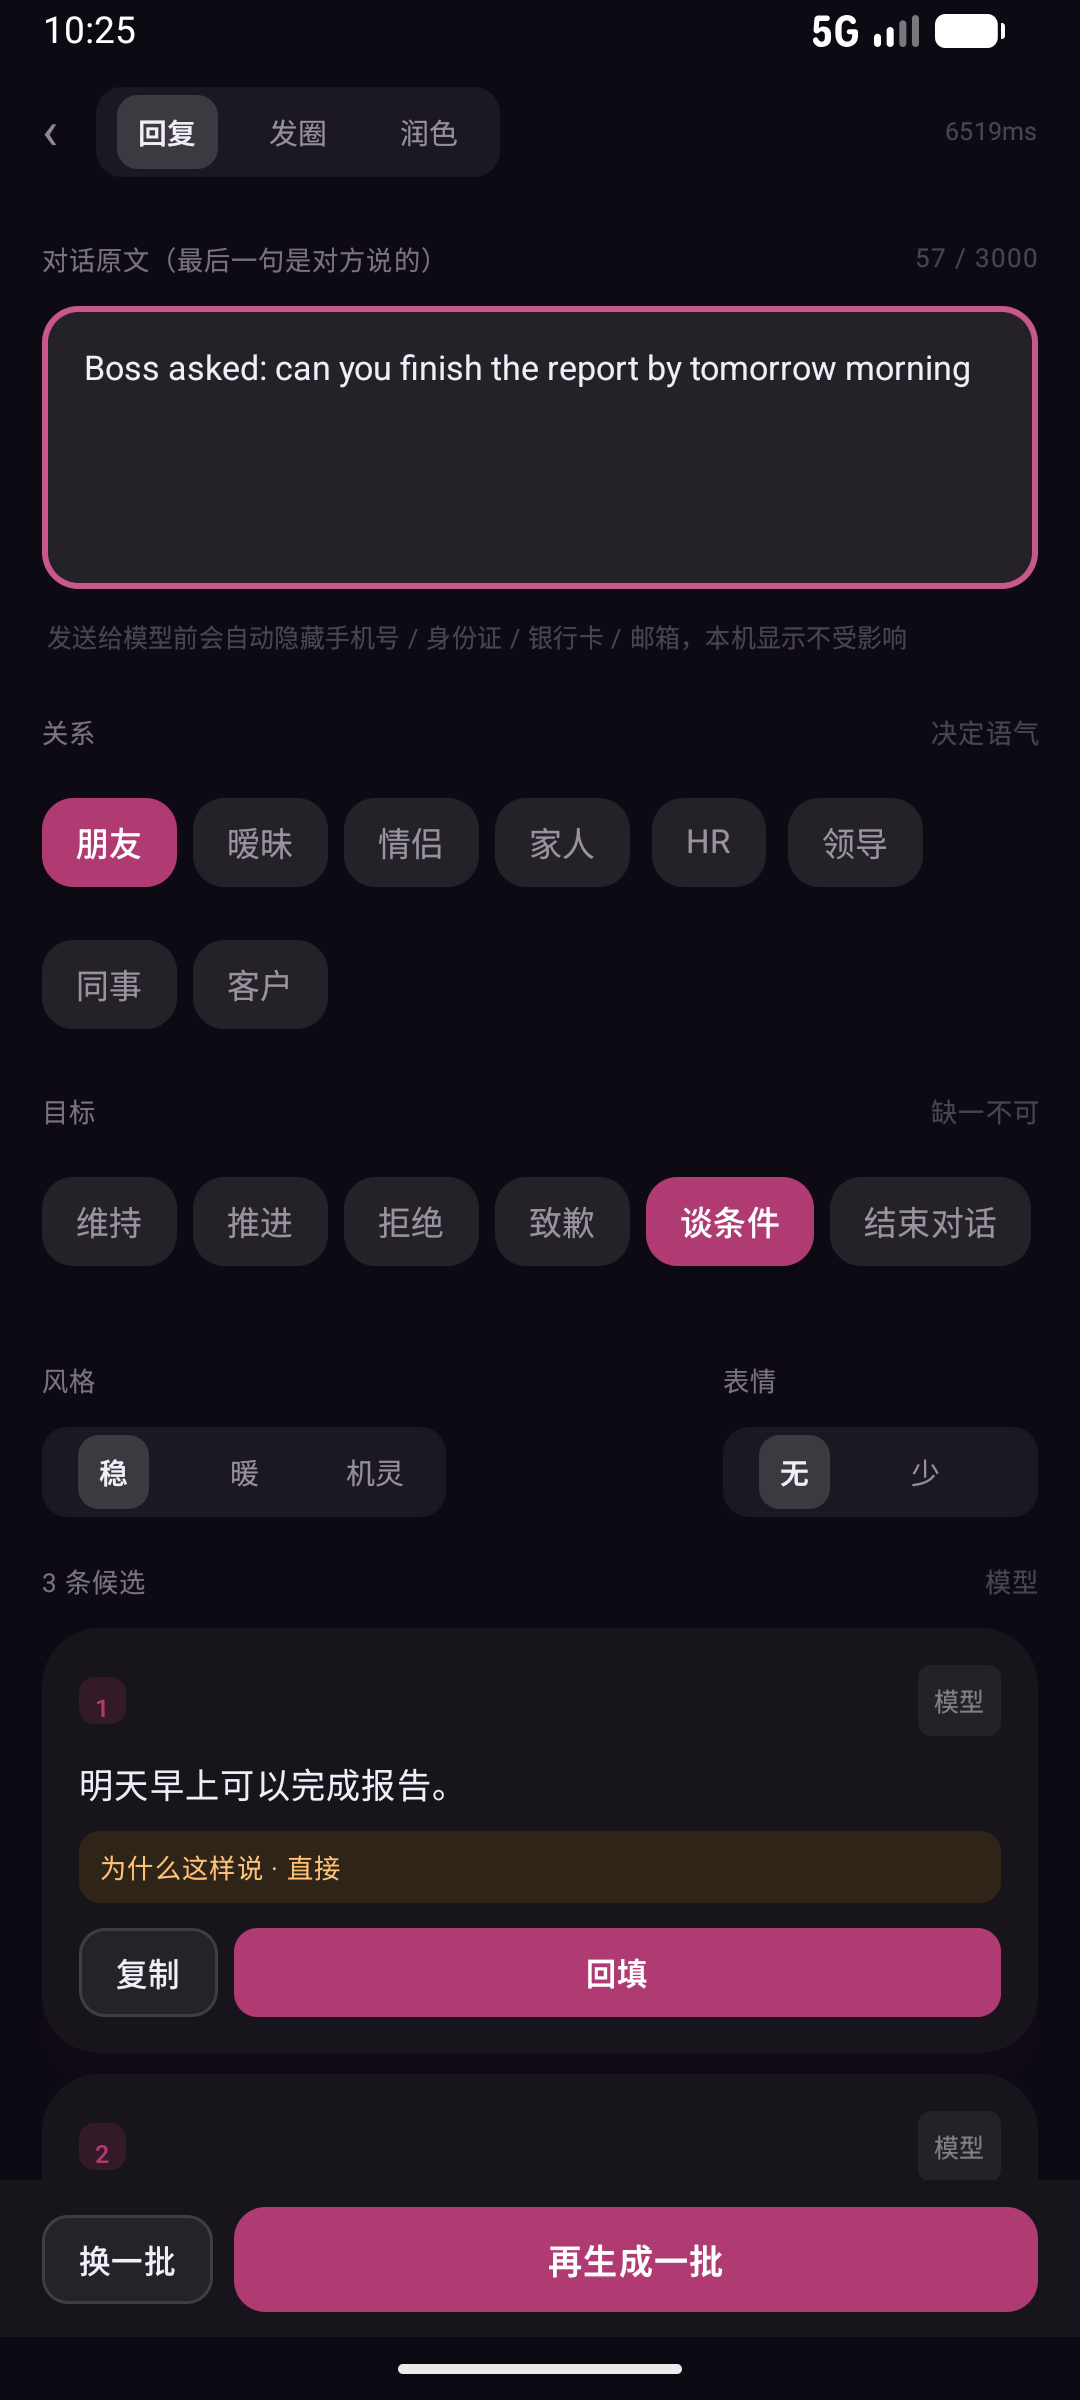 10:25 5G
‹ 回复 发圈 润色 6519ms
对话原文（最后一句是对方说的） 57 / 3000
Boss asked: can you finish the report by tomorrow morning
发送给模型前会自动隐藏手机号 / 身份证 / 银行卡 / 邮箱，本机显示不受影响
关系 决定语气
朋友 暧昧 情侣 家人 HR 领导
同事 客户
目标 缺一不可
维持 推进 拒绝 致歉 谈条件 结束对话
风格 表情
稳 暖 机灵 无 少
3 条候选 模型
1 模型
明天早上可以完成报告。
为什么这样说 · 直接
复制 回填
2 模型
换一批 再生成一批